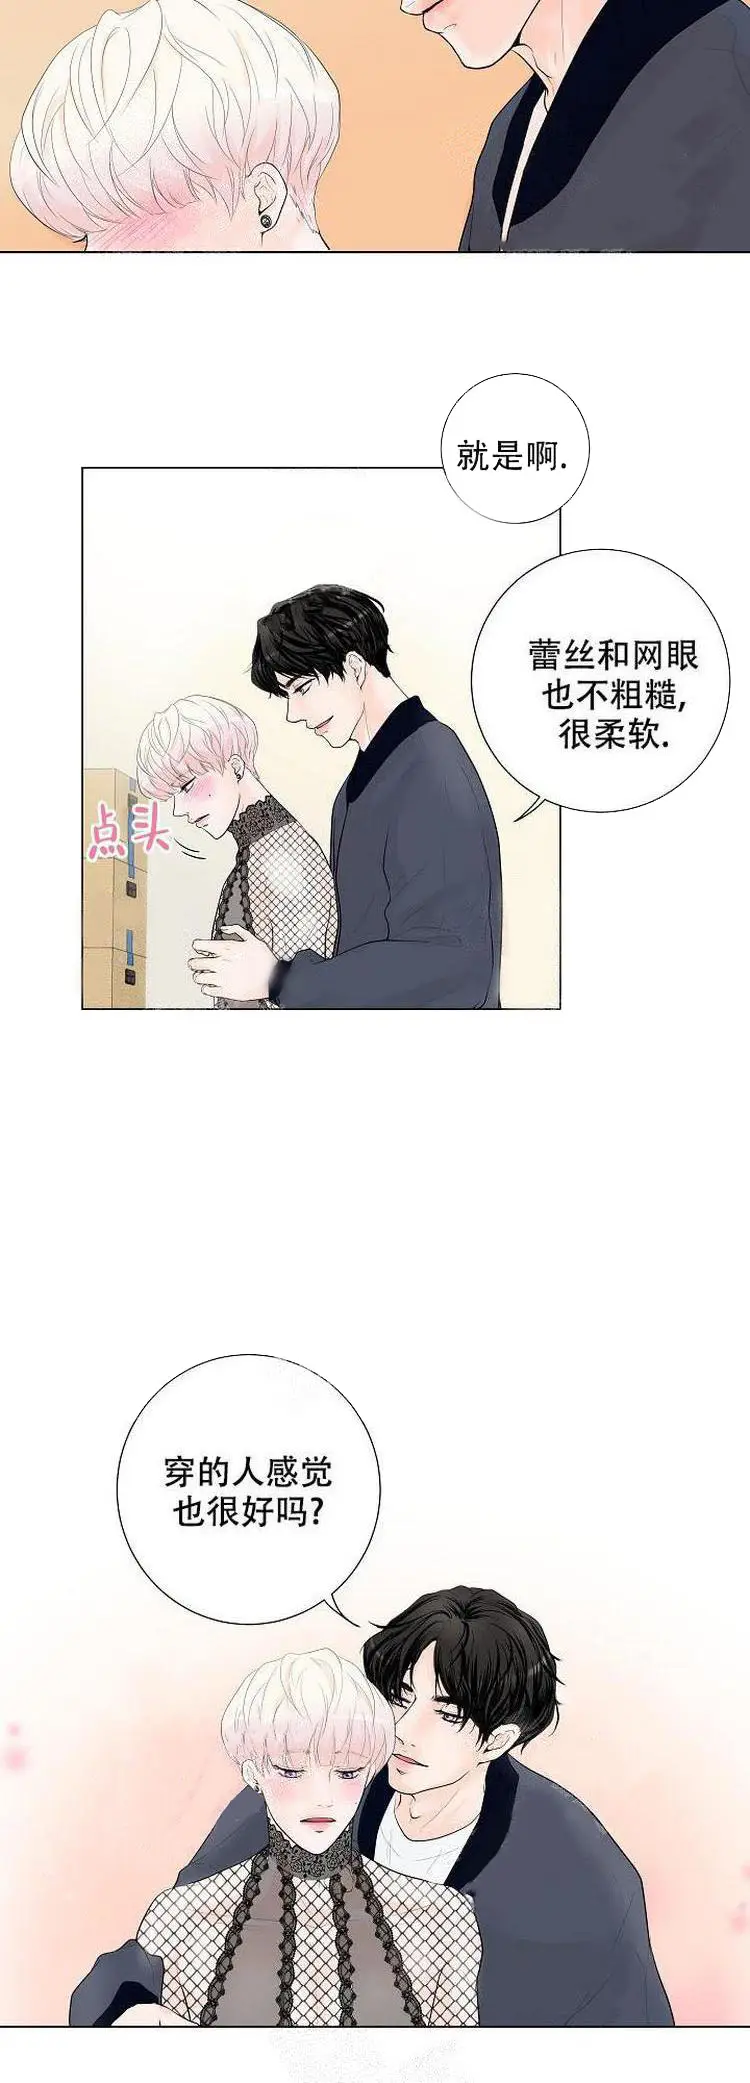 就是啊.
蕾丝和网眼
也不粗糙,
很柔软.
点头
穿的人感觉
也很好吗?